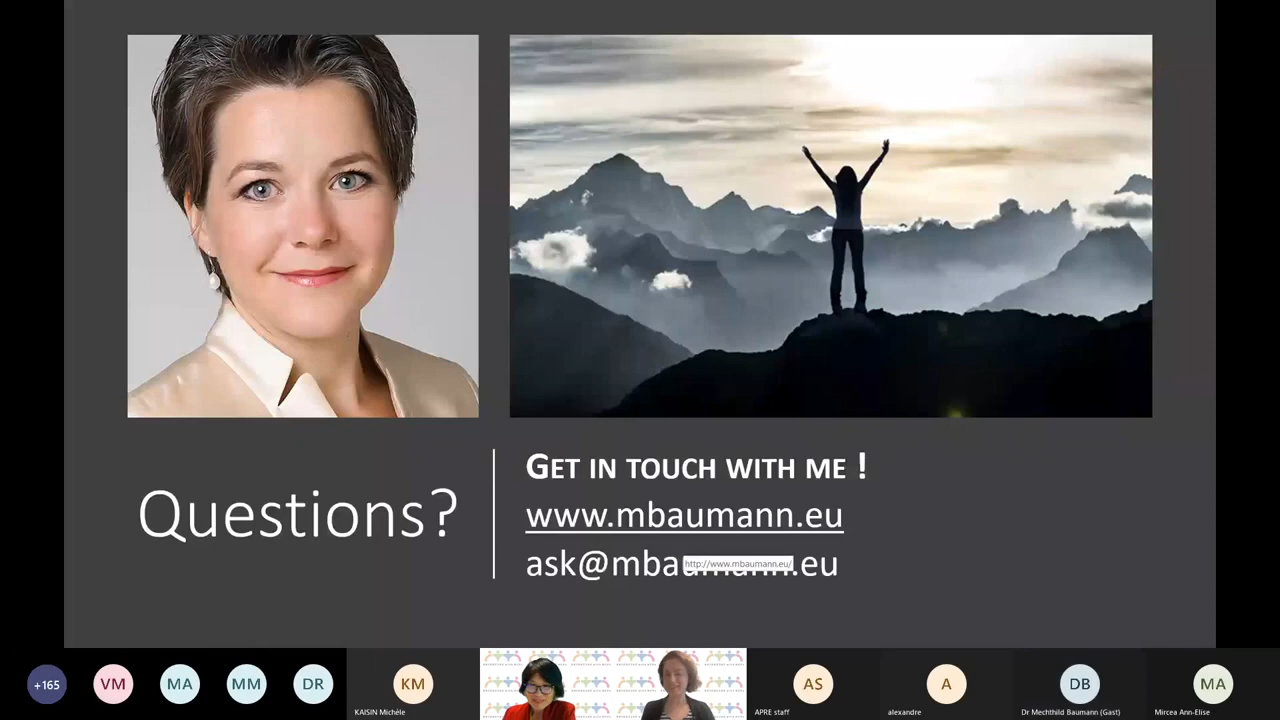 Questions?
GET IN TOUCH WITH ME !
www.mbaumann.eu
ask@mbaumann.eu
http://www.mbaumann.eu/
+165
VM
MA
MM
DR
KM
KAISIN Michèle
AS
APRE staff
A
alexandre
DB
Dr Mechthild Baumann (Gast)
MA
Mircea Ann-Elise